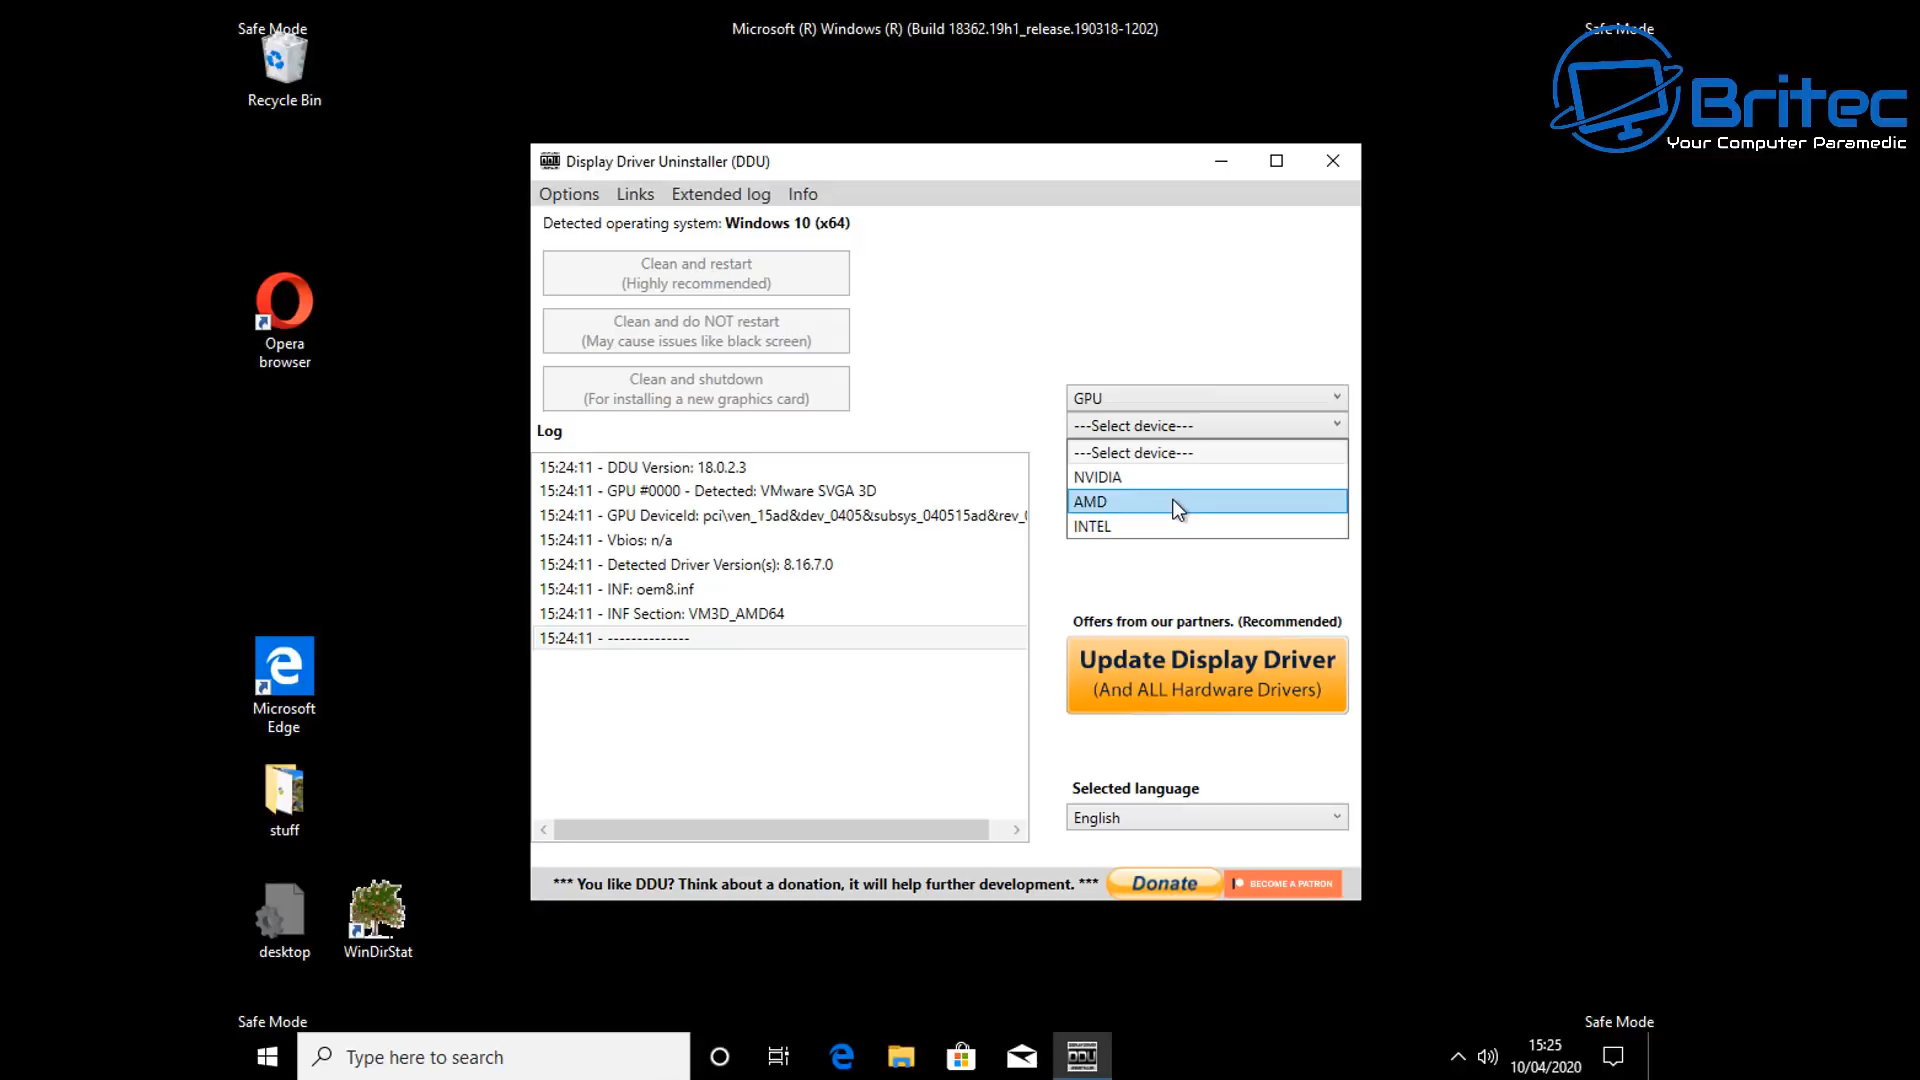 Safe Mode
Microsoft (R) Windows (R) (Build 18362.19h1_release.190318-1202)
Safe Mode
Recycle Bin
Britec
Your Computer Paramedic
DDU
Display Driver Uninstaller (DDU)
Options Links Extended log Info
Detected operating system: Windows 10 (x64)
Clean and restart
(Highly recommended)
Clean and do NOT restart
(May cause issues like black screen)
Clean and shutdown
(For installing a new graphics card)
GPU
---Select device---
---Select device---
NVIDIA
AMD
INTEL
Log
15:24:11 - DDU Version: 18.0.2.3
15:24:11 - GPU #0000 - Detected: VMware SVGA 3D
15:24:11 - GPU DeviceId: pci\ven_15ad&dev_0405&subsys_040515ad&rev_0
15:24:11 - Vbios: n/a
15:24:11 - Detected Driver Version(s): 8.16.7.0
15:24:11 - INF: oem8.inf
15:24:11 - INF Section: VM3D_AMD64
15:24:11 - --------------
Offers from our partners. (Recommended)
Update Display Driver
(And ALL Hardware Drivers)
Selected language
English
*** You like DDU? Think about a donation, it will help further development. ***
Donate
BECOME A PATRON
Opera
browser
Microsoft
Edge
stuff
desktop
WinDirStat
Safe Mode
Safe Mode
Type here to search
DDU
15:25
10/04/2020